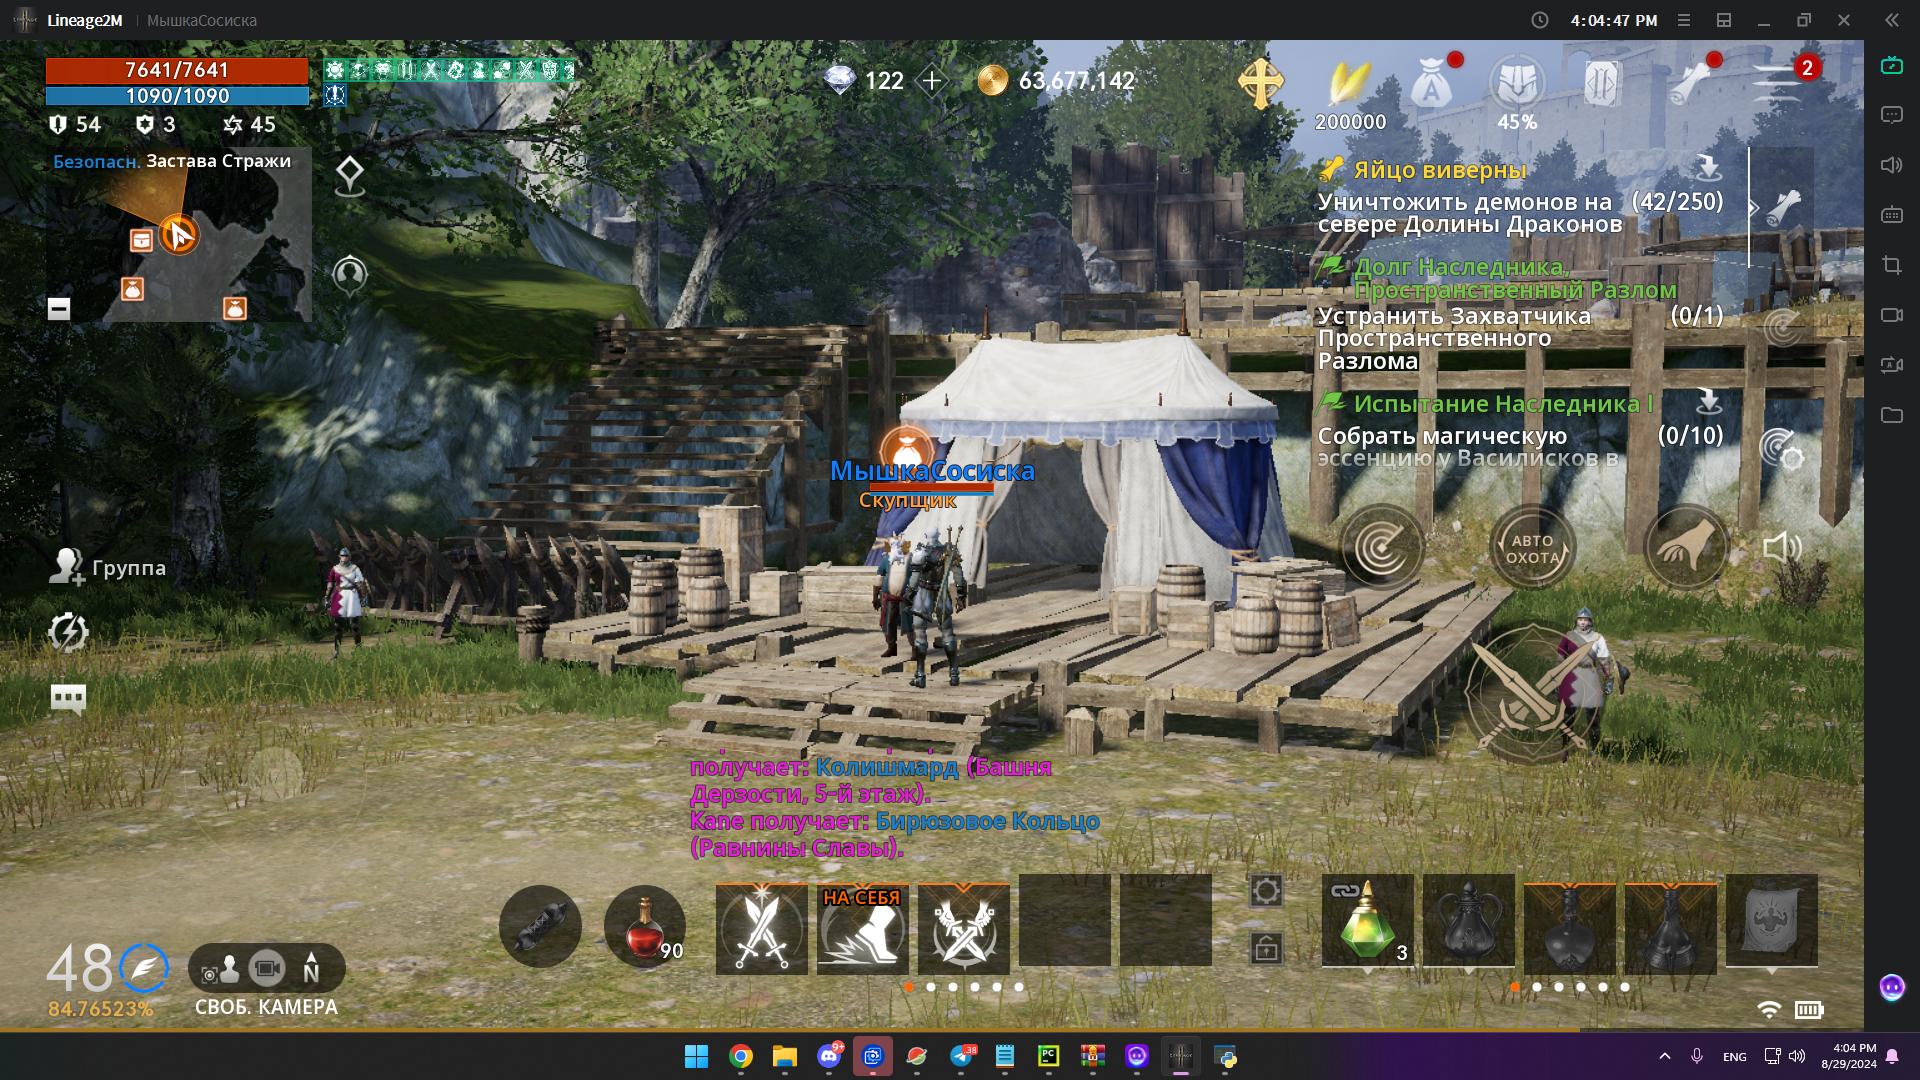 Lineage2M | МышкаСосиска
4:04:47 PM
7641/7641
1090/1090
54 3 45
Безопасн. Застава Стражи
122
63,677,142
200000
A
45%
2
Яйцо виверны
Уничтожить демонов на (42/250)
севере Долины Драконов
Долг Наследника,
Пространственный Разлом
Устранить Захватчика (0/1)
Пространственного
Разлома
Испытание Наследника I
Собрать магическую (0/10)
эссенцию у Василисков в
МышкаСосиска
Скупщик
АВТО
ОХОТА
Группа
получает: Колишмард (Башня
Дерзости, 5-й этаж).
Kane получает: Бирюзовое Кольцо
(Равнины Славы).
90
НА СЕБЯ
3
48
84.76523%
N
СВОБ. КАМЕРА
9+
38
PC
ENG
4:04 PM
8/29/2024